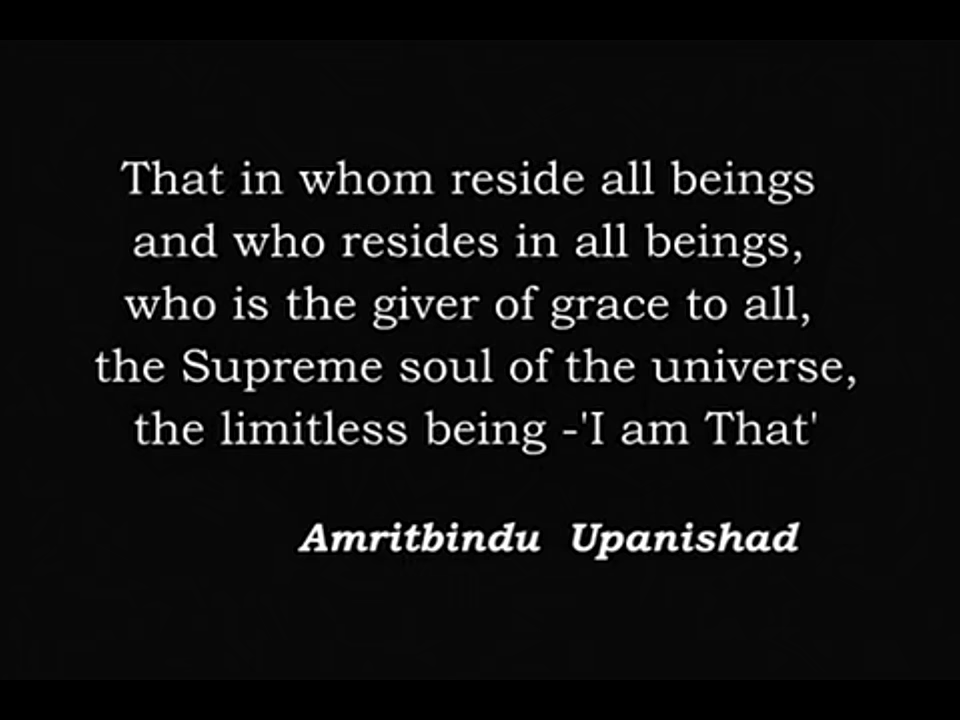 That in whom reside all beings
and who resides in all beings,
who is the giver of grace to all,
the Supreme soul of the universe,
the limitless being -'I am That'
Amritbindu Upanishad